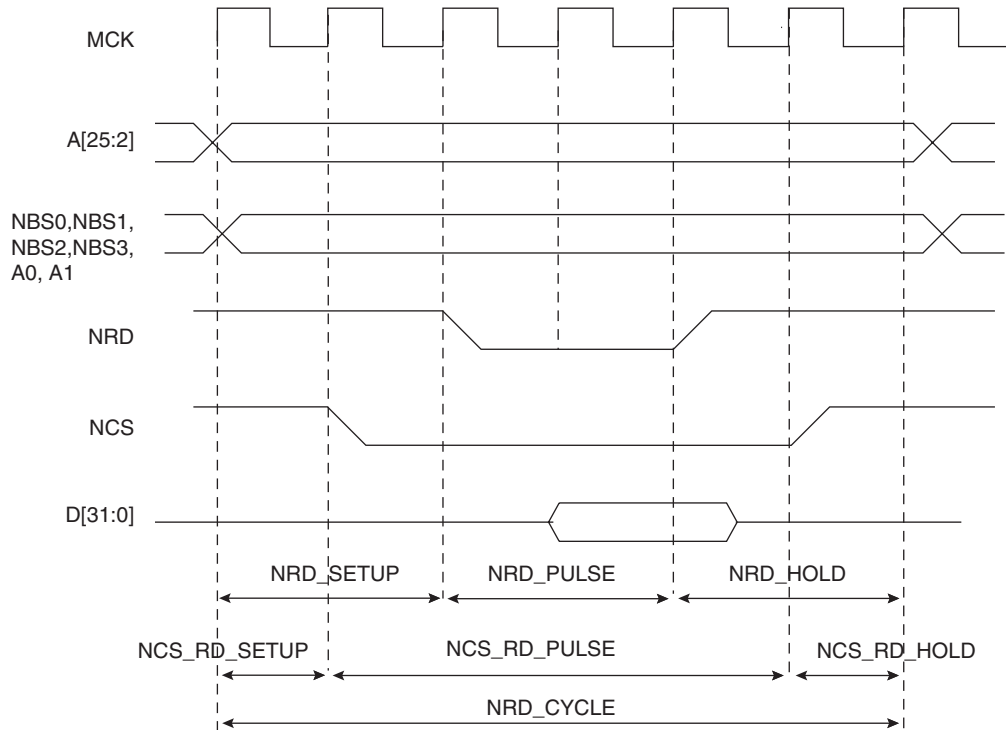 MCK
A[25:2]
NBS0,NBS1,
NBS2,NBS3,
A0, A1
NRD
NCS
D[31:0]
NRD_SETUP NRD_PULSE NRD_HOLD
NCS_RD_SETUP NCS_RD_PULSE NCS_RD_HOLD
NRD_CYCLE